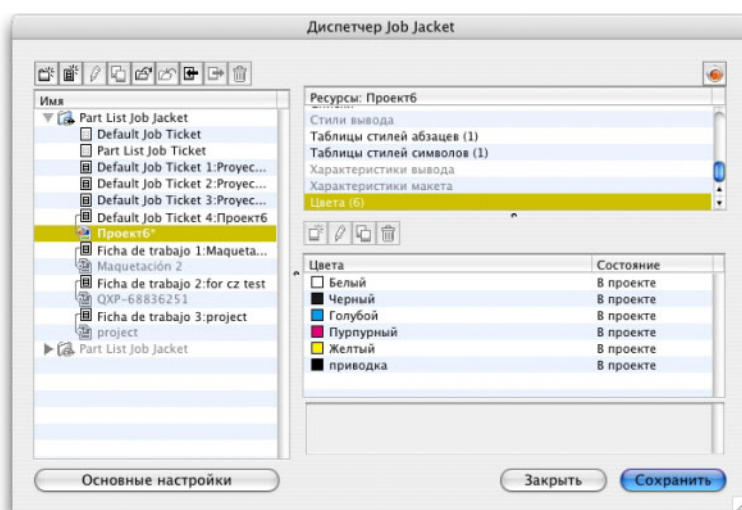 Диспетчер Job Jacket
Имя
Part List Job Jacket
Default Job Ticket
Part List Job Ticket
Default Job Ticket 1:Proyec...
Default Job Ticket 2:Proyec...
Default Job Ticket 3:Proyec...
Default Job Ticket 4:Проект6
Проект6*
Ficha de trabajo 1:Maqueta...
Maquetación 2
Ficha de trabajo 2:for cz test
QXP-68836251
Ficha de trabajo 3:project
project
Part List Job Jacket
Основные настройки
Ресурсы: Проект6
Стили вывода
Таблицы стилей абзацев (1)
Таблицы стилей символов (1)
Характеристики вывода
Характеристики макета
Цвета (6)
Цвета Состояние
Белый В проекте
Черный В проекте
Голубой В проекте
Пурпурный В проекте
Желтый В проекте
приводка В проекте
Закрыть Сохранить